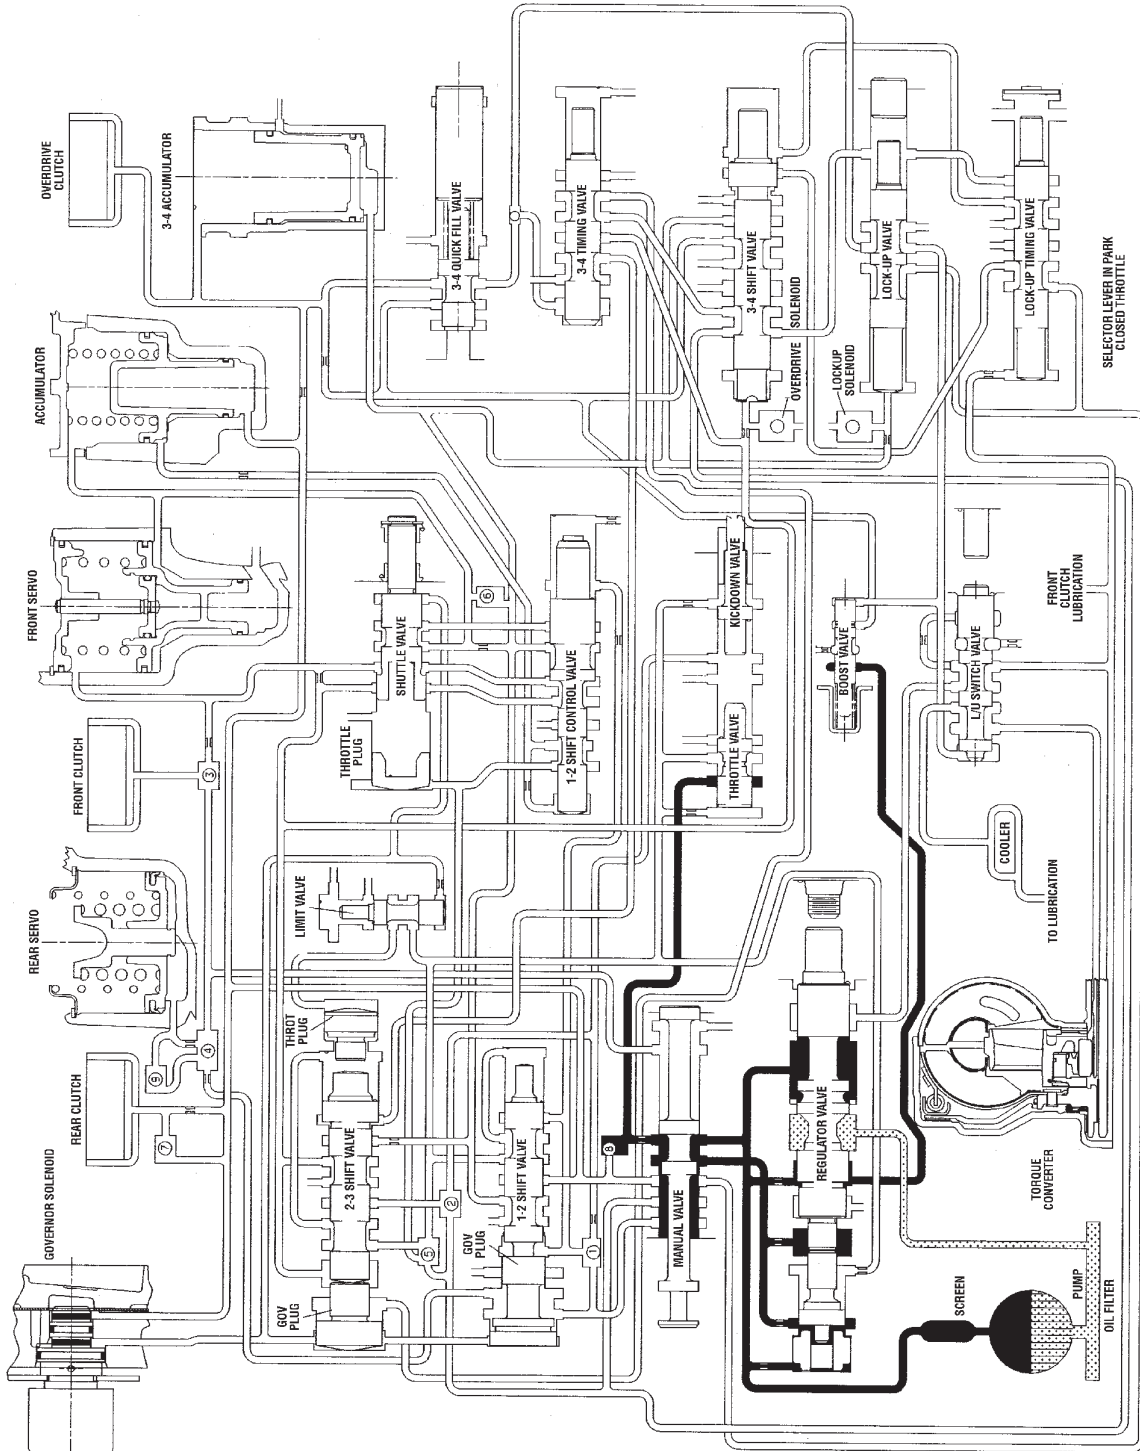 OVERDRIVE
CLUTCH
3-4 ACCUMULATOR
3-4 QUICK FILL VALVE
3-4 TIMING VALVE
3-4 SHIFT VALVE
OVERDRIVE SOLENOID
LOCK-UP VALVE
LOCKUP
SOLENOID
LOCK-UP TIMING VALVE
SELECTOR LEVER IN PARK
CLOSED THROTTLE
ACCUMULATOR
FRONT SERVO
SHUTTLE VALVE
THROTTLE
PLUG
6
1-2 SHIFT CONTROL VALVE
KICKDOWN VALVE
THROTTLE VALVE
BOOST VALVE
L/U SWITCH VALVE
FRONT
CLUTCH
LUBRICATION
FRONT CLUTCH
3
COOLER
TO LUBRICATION
REAR SERVO
LIMIT VALVE
THROT
PLUG
9
4
REAR CLUTCH
7
2-3 SHIFT VALVE
2
5
1-2 SHIFT VALVE
GOV
PLUG
GOV
PLUG
1
8
MANUAL VALVE
REGULATOR VALVE
TORQUE
CONVERTER
GOVERNOR SOLENOID
SCREEN
PUMP
OIL FILTER